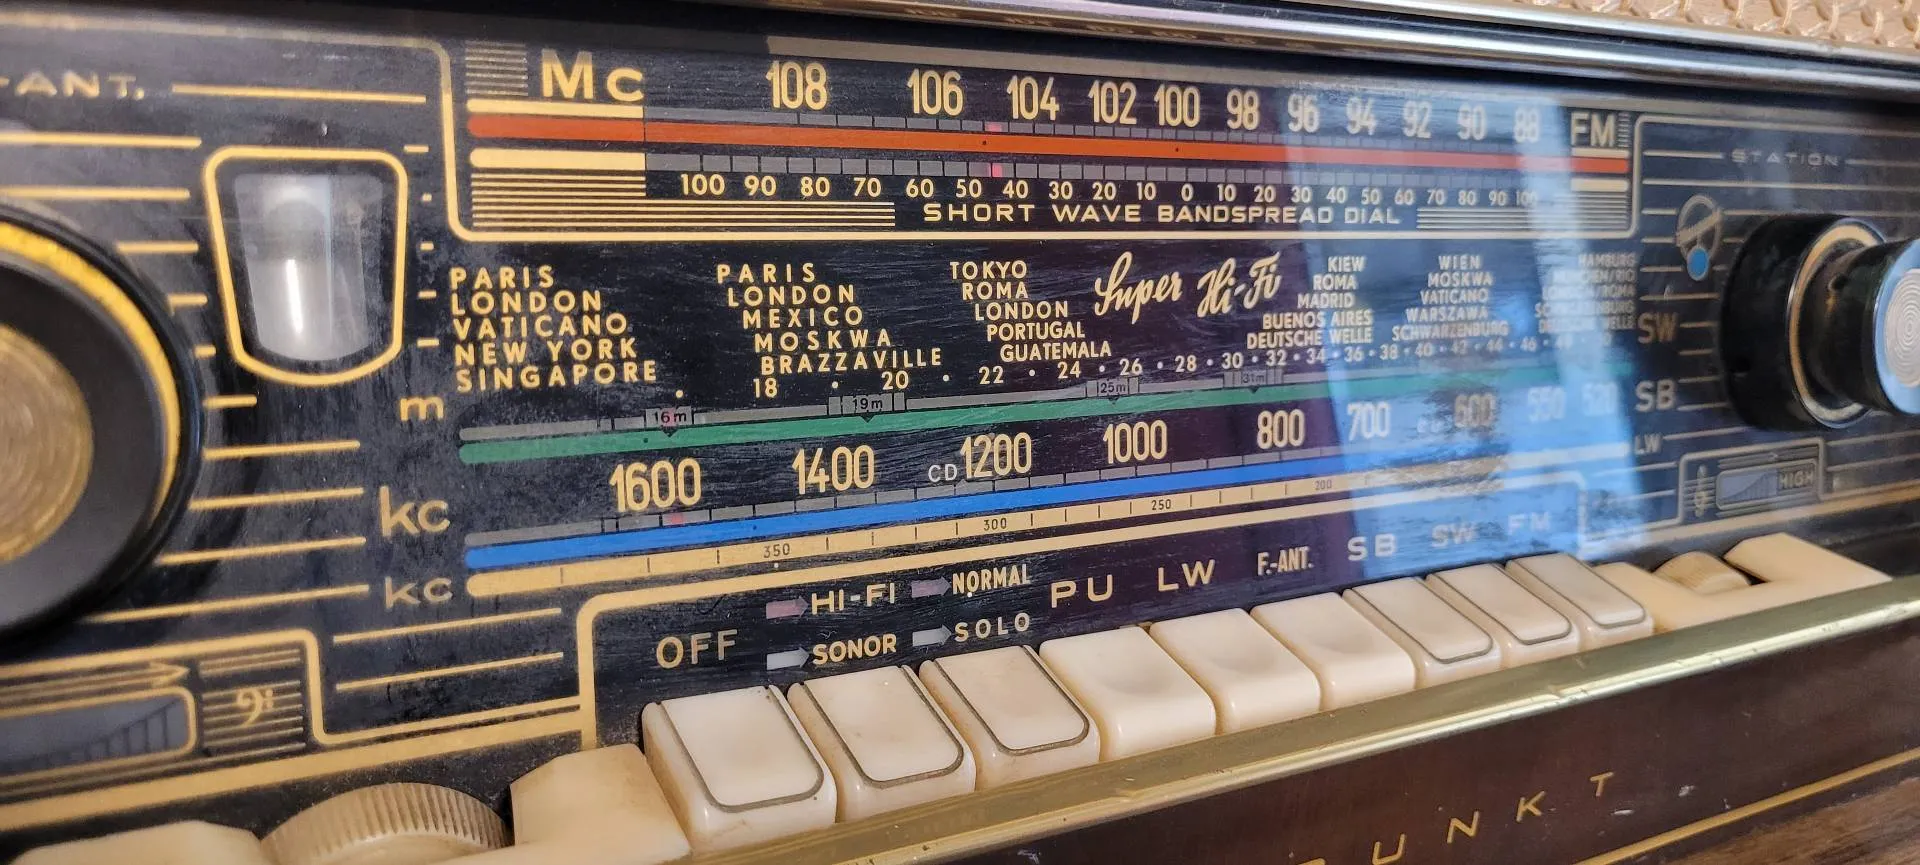 -ANT.
Mc 108 106 104 102 100 98 96 94 92 90 88 FM
STATION
100 90 80 70 60 50 40 30 20 10 0 10 20 30 40 50 60 70 80 90 100
SHORT WAVE BANDSPREAD DIAL
PARIS
LONDON
VATICANO
NEW YORK
SINGAPORE
PARIS
LONDON
MEXICO
MOSKWA
BRAZZAVILLE
TOKYO
ROMA
LONDON
PORTUGAL
GUATEMALA
Super Hi-Fi
KIEW
ROMA
MADRID
BUENOS AIRES
DEUTSCHE WELLE
WIEN
MOSKWA
VATICANO
WARSZAWA
SCHWARZENBURG
HAMBURG
m 18 · 20 · 22 · 24 · 26 · 28 · 30 · 32 · 34 · 36 · 38 · 40 · 42 · 44 · 46 SW
16m 19m 25m 31m
kc 1600 1400 CD 1200 1000 800 700 600 SB
kc 350 300 250 200 LW
HIGH
OFF
HI-FI
SONOR
NORMAL
SOLO
PU LW F.-ANT. SB SW FM
UNKT